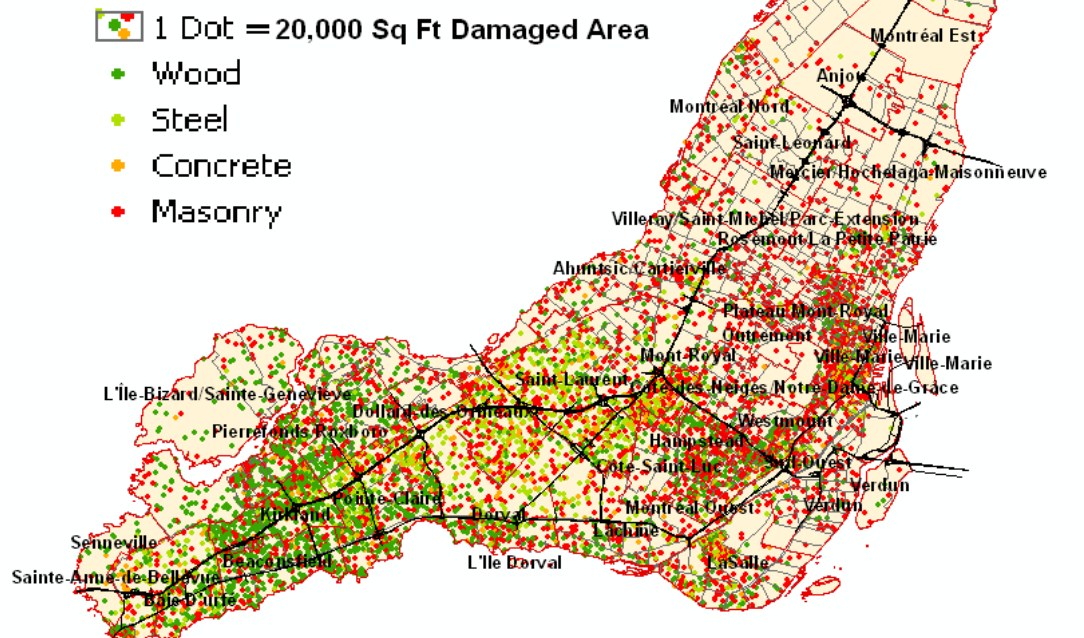 1 Dot = 20,000 Sq Ft Damaged Area
Wood
Steel
Concrete
Masonry
Montréal Est
Anjou
Montréal Nord
Saint-Léonard
Mercier/Hochelaga-Maisonneuve
Villeray/Saint-Michel/Parc-Extension
Rosemont La Petite Patrie
Ahuntsic/Cartierville
Plateau Mont-Royal
Outremont
Ville-Marie
Mont-Royal
Ville-Marie
Ville-Marie
Saint-Laurent
Côte-des-Neiges/Notre-Dame-de-Grâce
L'Île-Bizard/Sainte-Geneviève
Dollard-des-Ormeaux
Westmount
Pierrefonds Roxboro
Hampstead
Côte-Saint-Luc
Sud-Ouest
Verdun
Pointe-Claire
Kirkland
Dorval
Montréal-Ouest
Verdun
Lachine
Senneville
Beaconsfield
L'Île Dorval
LaSalle
Sainte-Anne-de-Bellevue
Baie-D'urfé